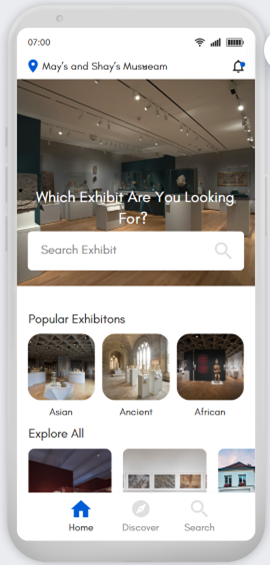 07:00
May's and Shay's Museeam
Which Exhibit Are You Looking
For?
Search Exhibit
Popular Exhibitons
Asian Ancient African
Explore All
Home Discover Search